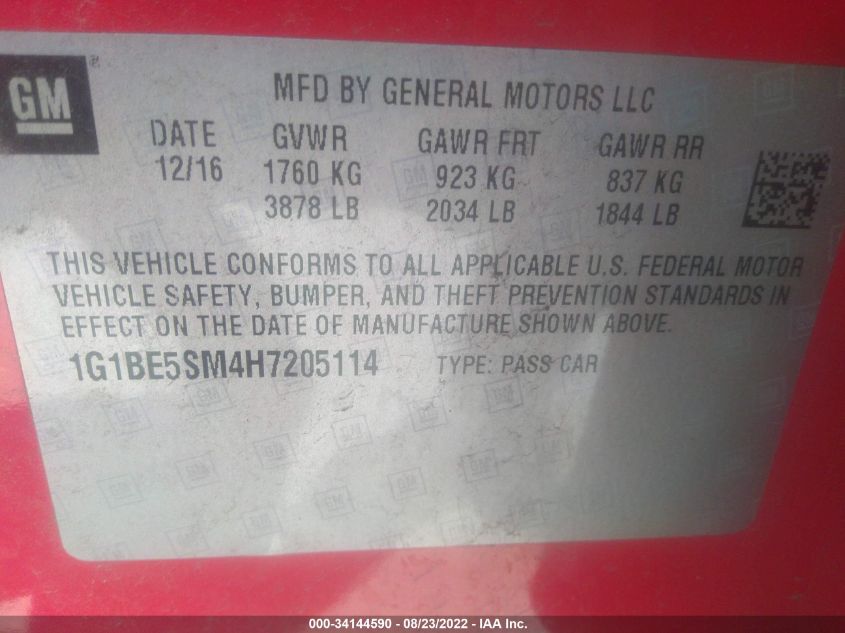 GM®
MFD BY GENERAL MOTORS LLC
DATE GVWR GAWR FRT GAWR RR
12/16 1760 KG 923 KG 837 KG
3878 LB 2034 LB 1844 LB
THIS VEHICLE CONFORMS TO ALL APPLICABLE U.S. FEDERAL MOTOR
VEHICLE SAFETY, BUMPER, AND THEFT PREVENTION STANDARDS IN
EFFECT ON THE DATE OF MANUFACTURE SHOWN ABOVE.
1G1BE5SM4H7205114 TYPE: PASS CAR
000-34144590 - 08/23/2022 - IAA Inc.